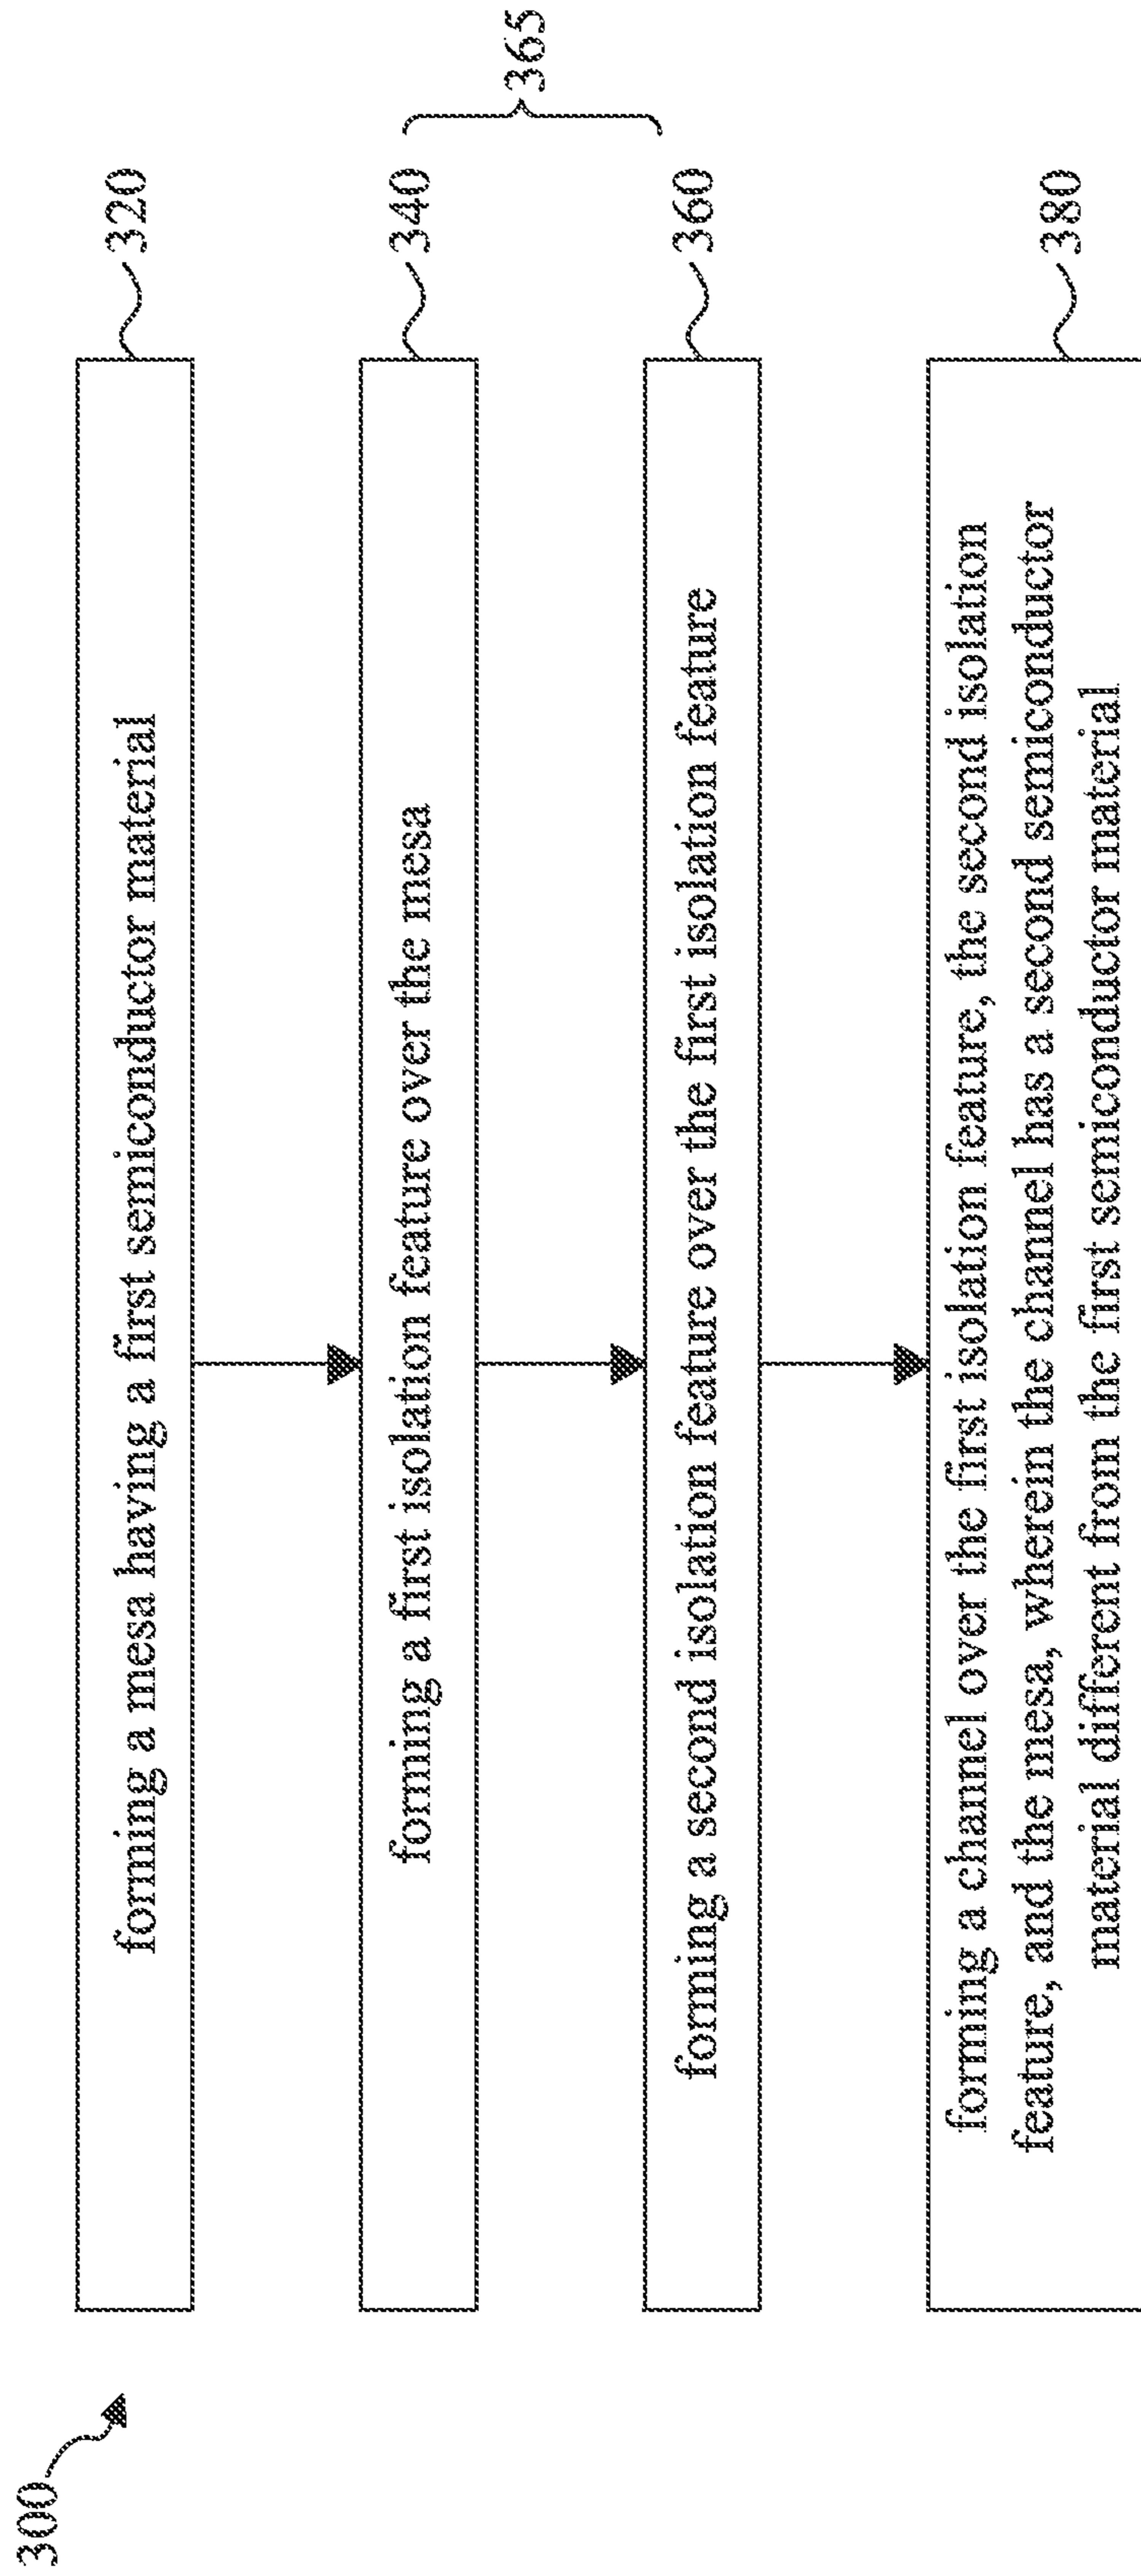 300
forming a mesa having a first semiconductor material
320
forming a first isolation feature over the mesa
340
365
forming a second isolation feature over the first isolation feature
360
forming a channel over the first isolation feature, the second isolation
feature, and the mesa, wherein the channel has a second semiconductor
material different from the first semiconductor material
380